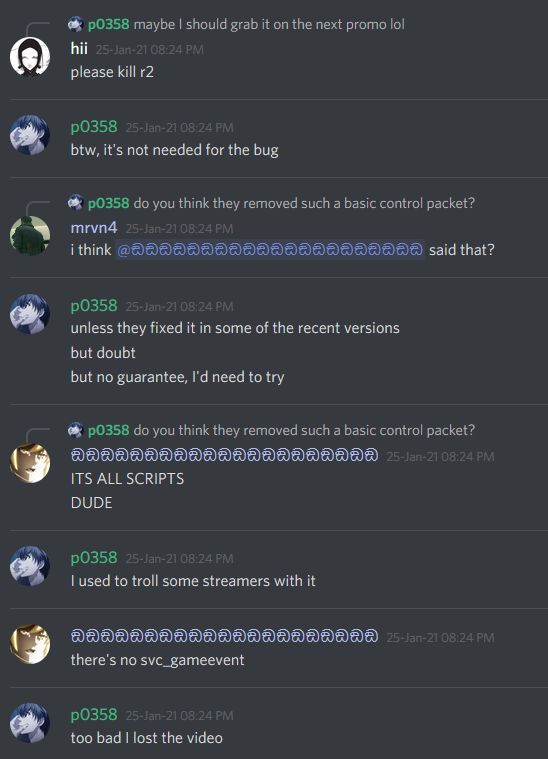 p0358 maybe I should grab it on the next promo lol
hii 25-Jan-21 08:24 PM
please kill r2
p0358 25-Jan-21 08:24 PM
btw, it's not needed for the bug
p0358 do you think they removed such a basic control packet?
mrvn4 25-Jan-21 08:24 PM
i think @ඞඞඞඞඞඞඞඞඞඞඞඞඞඞඞඞඞඞඞඞඞ said that?
p0358 25-Jan-21 08:24 PM
unless they fixed it in some of the recent versions
but doubt
but no guarantee, I'd need to try
p0358 do you think they removed such a basic control packet?
ඞඞඞඞඞඞඞඞඞඞඞඞඞඞඞඞඞඞඞඞඞ 25-Jan-21 08:24 PM
ITS ALL SCRIPTS
DUDE
p0358 25-Jan-21 08:24 PM
I used to troll some streamers with it
ඞඞඞඞඞඞඞඞඞඞඞඞඞඞඞඞඞඞඞඞඞ 25-Jan-21 08:24 PM
there's no svc_gameevent
p0358 25-Jan-21 08:24 PM
too bad I lost the video